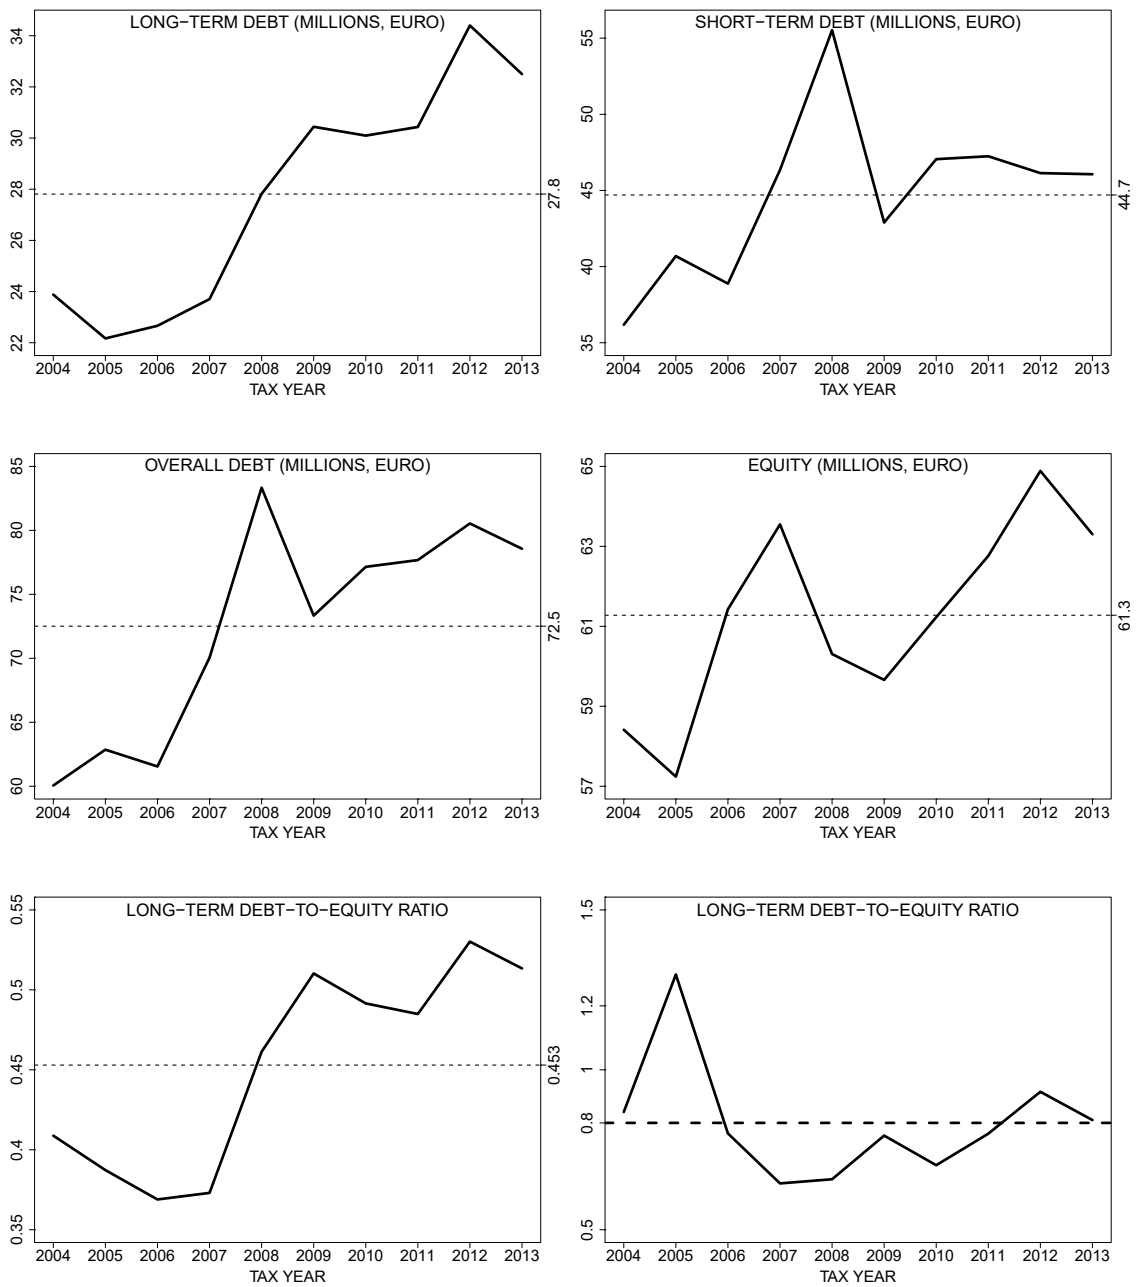 LONG−TERM DEBT (MILLIONS, EURO)
34
32
30
28
26
24
22
27.8
2004 2005 2006 2007 2008 2009 2010 2011 2012 2013
TAX YEAR
SHORT−TERM DEBT (MILLIONS, EURO)
55
50
45
40
35
44.7
2004 2005 2006 2007 2008 2009 2010 2011 2012 2013
TAX YEAR
OVERALL DEBT (MILLIONS, EURO)
85
80
75
70
65
60
72.5
2004 2005 2006 2007 2008 2009 2010 2011 2012 2013
TAX YEAR
EQUITY (MILLIONS, EURO)
65
63
61
59
57
61.3
2004 2005 2006 2007 2008 2009 2010 2011 2012 2013
TAX YEAR
LONG−TERM DEBT−TO−EQUITY RATIO
0.55
0.5
0.45
0.4
0.35
0.453
2004 2005 2006 2007 2008 2009 2010 2011 2012 2013
TAX YEAR
LONG−TERM DEBT−TO−EQUITY RATIO
1.5
1.2
1
0.8
0.5
2004 2005 2006 2007 2008 2009 2010 2011 2012 2013
TAX YEAR